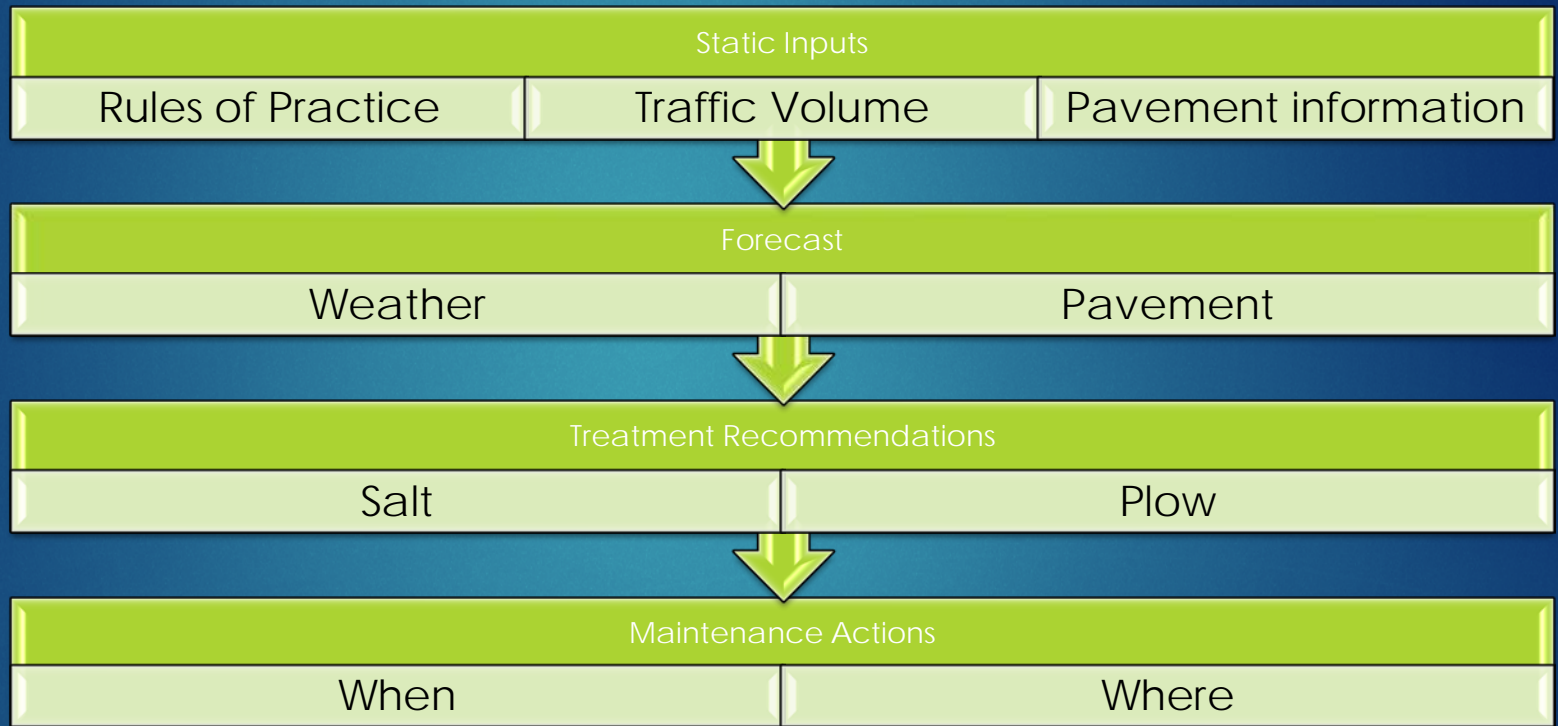 Static Inputs
Rules of Practice Traffic Volume Pavement information
Forecast
Weather Pavement
Treatment Recommendations
Salt Plow
Maintenance Actions
When Where